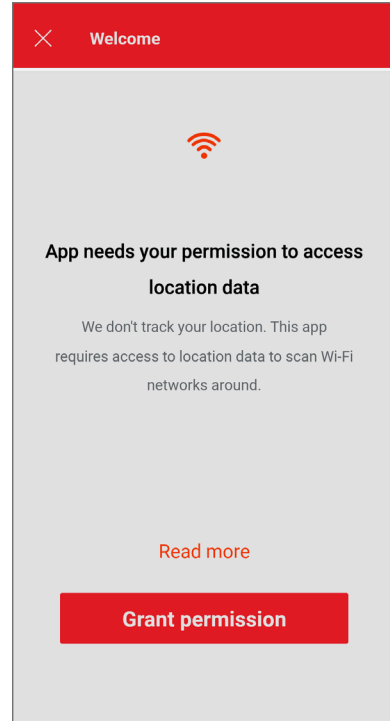 Welcome
App needs your permission to access
location data
We don't track your location. This app
requires access to location data to scan Wi-Fi
networks around.
Read more
Grant permission